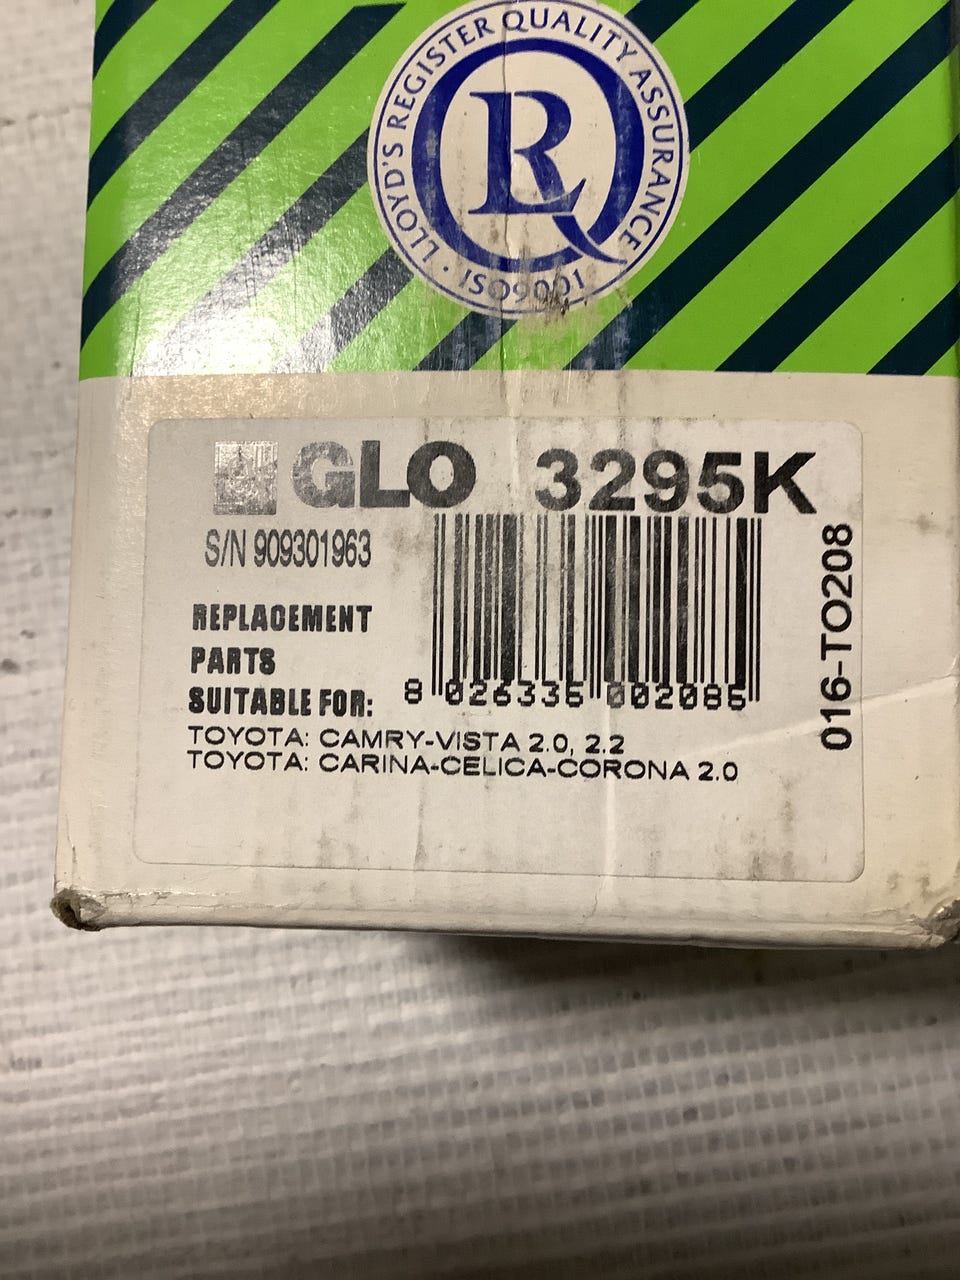 LLOYD'S REGISTER QUALITY ASSURANCE
LRQ
· ISO9001 ·
GLO 3295K
S/N 909301963
REPLACEMENT
PARTS
SUITABLE FOR:
8 026336 002086
016-TO208
TOYOTA: CAMRY-VISTA 2.0, 2.2
TOYOTA: CARINA-CELICA-CORONA 2.0